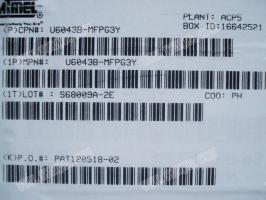 ATMEL
PLANT: ACPS
(P)CPN#: U6043B-MFPG3Y
BOX ID:16642521
(1P)MPN#: U6043B-MFPG3Y
(1T)LOT# : S68009A-2E COO: PH
(K)P.O.#: PAT120518-02